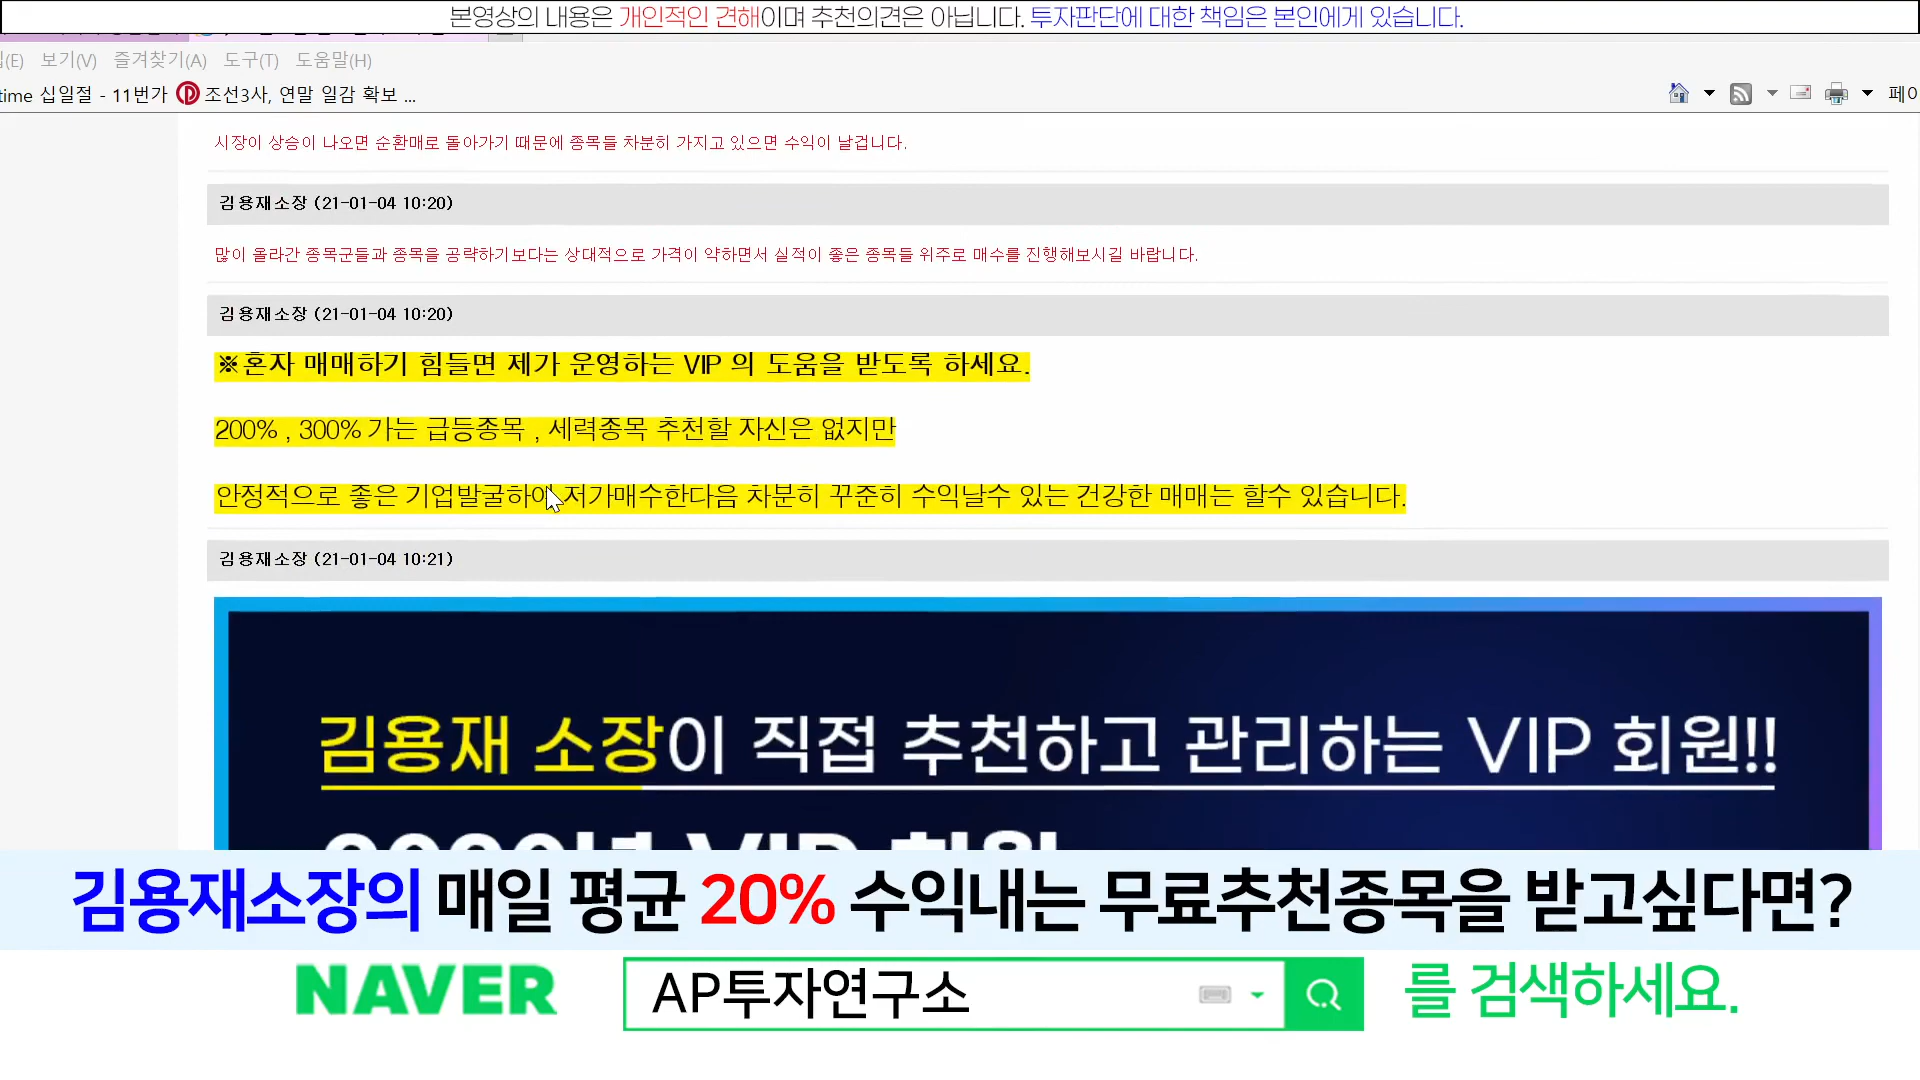 본영상의 내용은 개인적인 견해이며 추천의견은 아닙니다. 투자판단에 대한 책임은 본인에게 있습니다.
(E) 보기(V) 즐겨찾기(A) 도구(T) 도움말(H)
time 십일절 - 11번가 조선3사, 연말 일감 확보 ...
시장이 상승이 나오면 순환매로 돌아가기 때문에 종목들 차분히 가지고 있으면 수익이 날겁니다.
김용재소장 (21-01-04 10:20)
많이 올라간 종목군들과 종목을 공략하기보다는 상대적으로 가격이 약하면서 실적이 좋은 종목들 위주로 매수를 진행해보시길 바랍니다.
김용재소장 (21-01-04 10:20)
※혼자 매매하기 힘들면 제가 운영하는 VIP 의 도움을 받도록 하세요.
200% , 300% 가는 급등종목 , 세력종목 추천할 자신은 없지만
안정적으로 좋은 기업발굴하여 저가매수한다음 차분히 꾸준히 수익날수 있는 건강한 매매는 할수 있습니다.
김용재소장 (21-01-04 10:21)
김용재 소장이 직접 추천하고 관리하는 VIP 회원!!
김용재소장의 매일 평균 20% 수익내는 무료추천종목을 받고싶다면?
NAVER AP투자연구소 를 검색하세요.